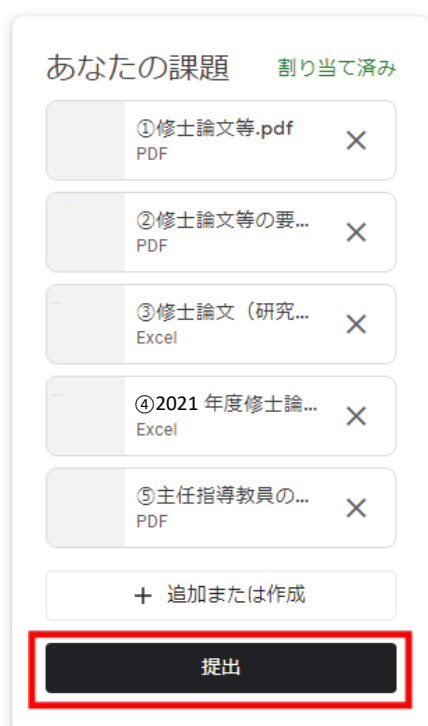 あなたの課題 割り当て済み
①修士論文等.pdf
PDF
②修士論文等の要...
PDF
③修士論文（研究...
Excel
④2021 年度修士論...
Excel
⑤主任指導教員の...
PDF
+ 追加または作成
提出